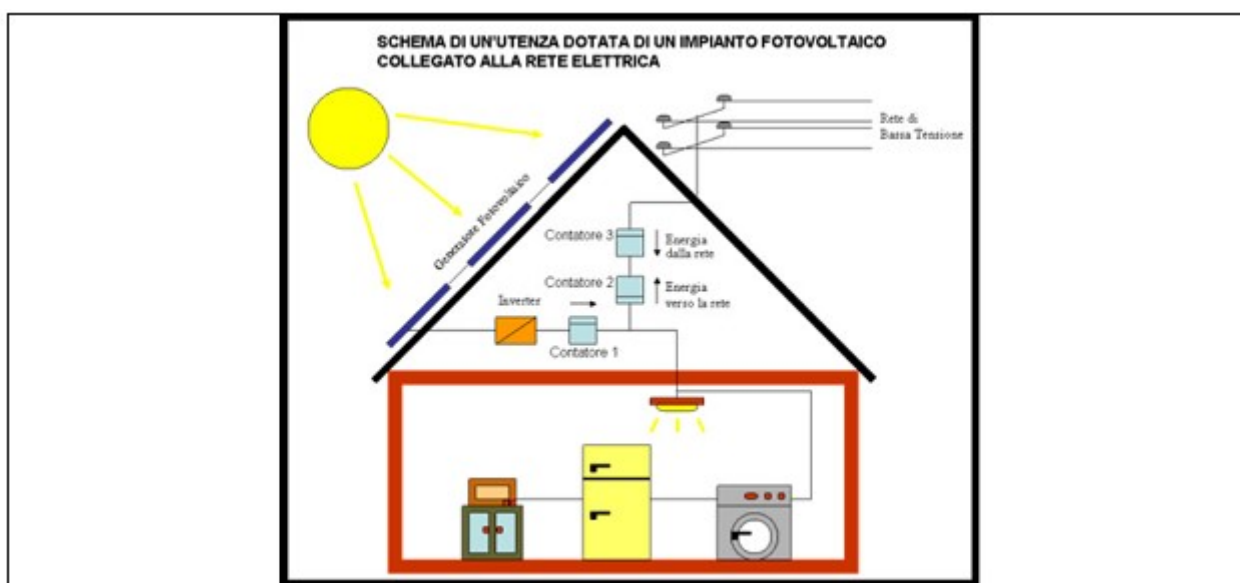 SCHEMA DI UN'UTENZA DOTATA DI UN IMPIANTO FOTOVOLTAICO
COLLEGATO ALLA RETE ELETTRICA
Rete di
Bassa Tensione
Generatore Fotovoltaico
Contatore 3
Energia
dalla rete
Contatore 2
Energia
verso la rete
Inverter
Contatore 1